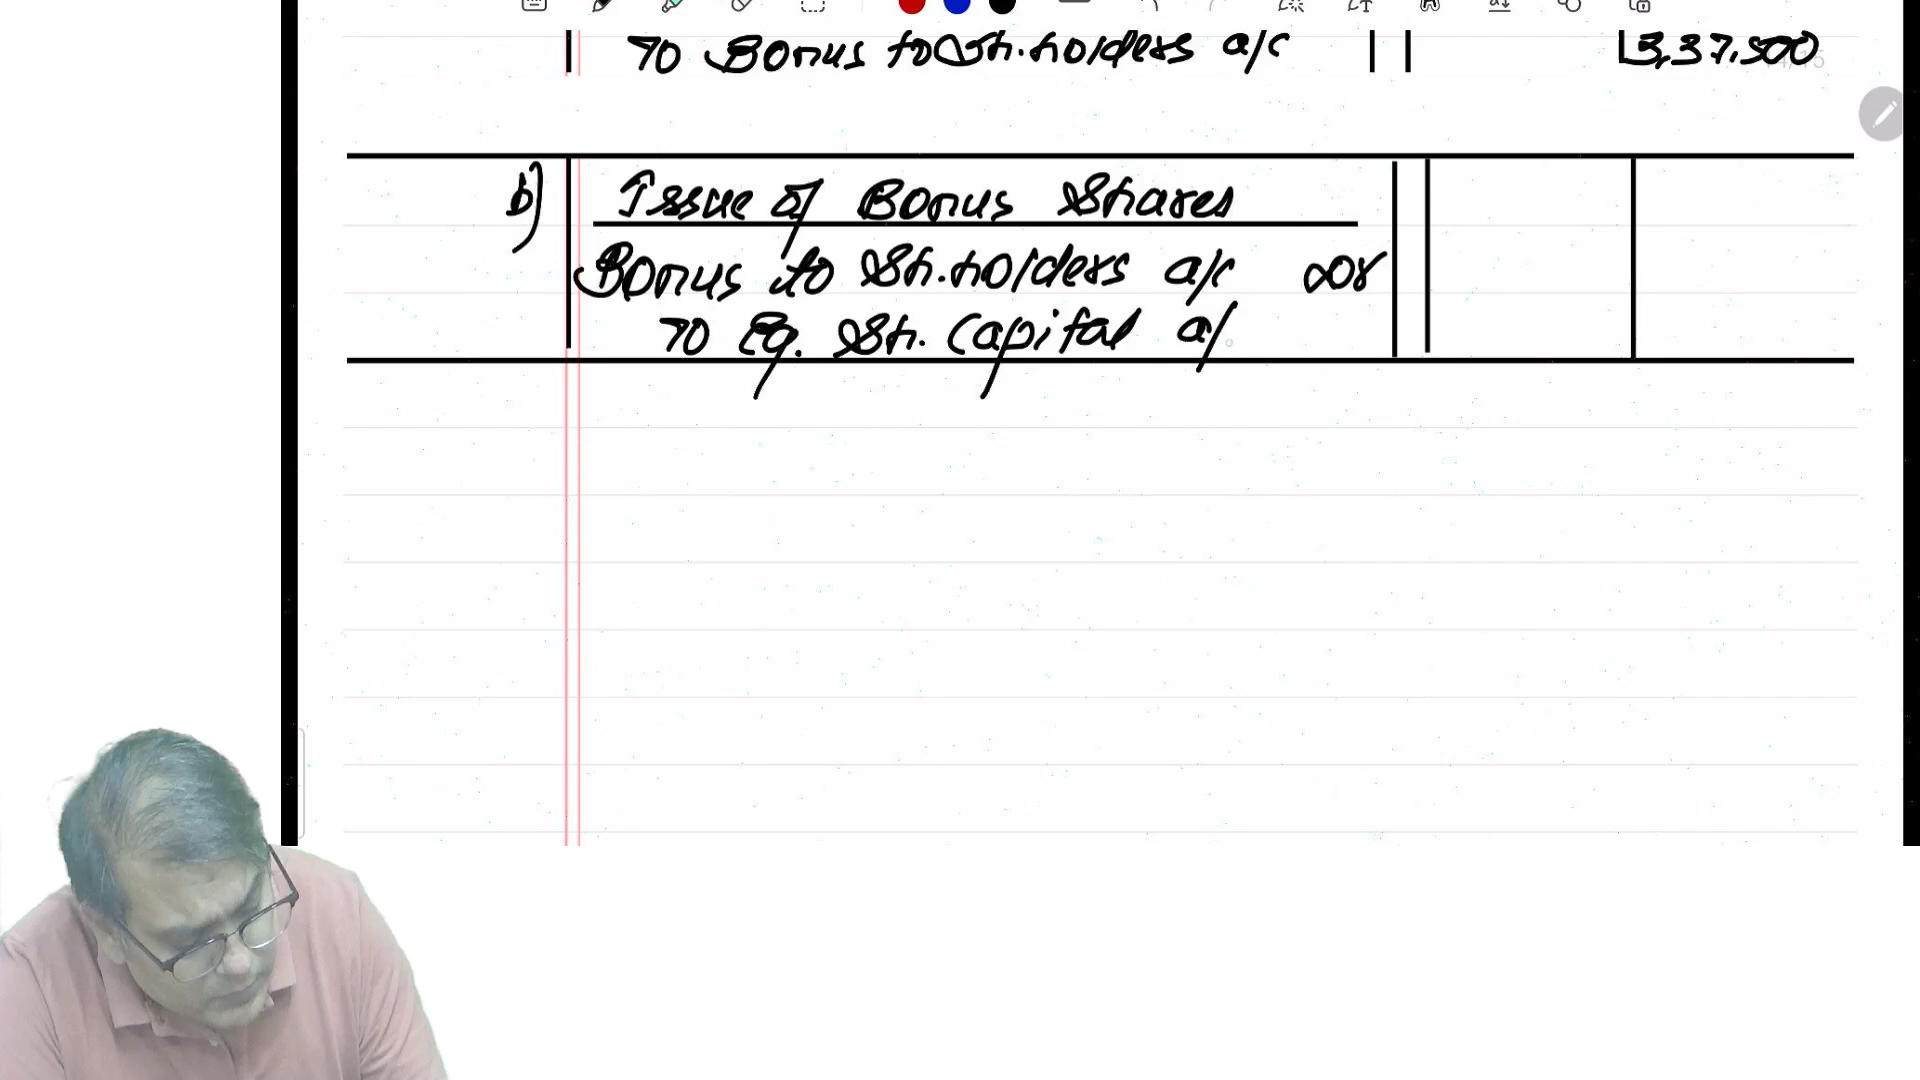 To Bonus to Sh.holders a/c 3,37,500
b) Issue of Bonus Shares
Bonus to Sh.holders a/c Dr
To Eq. Sh. Capital a/